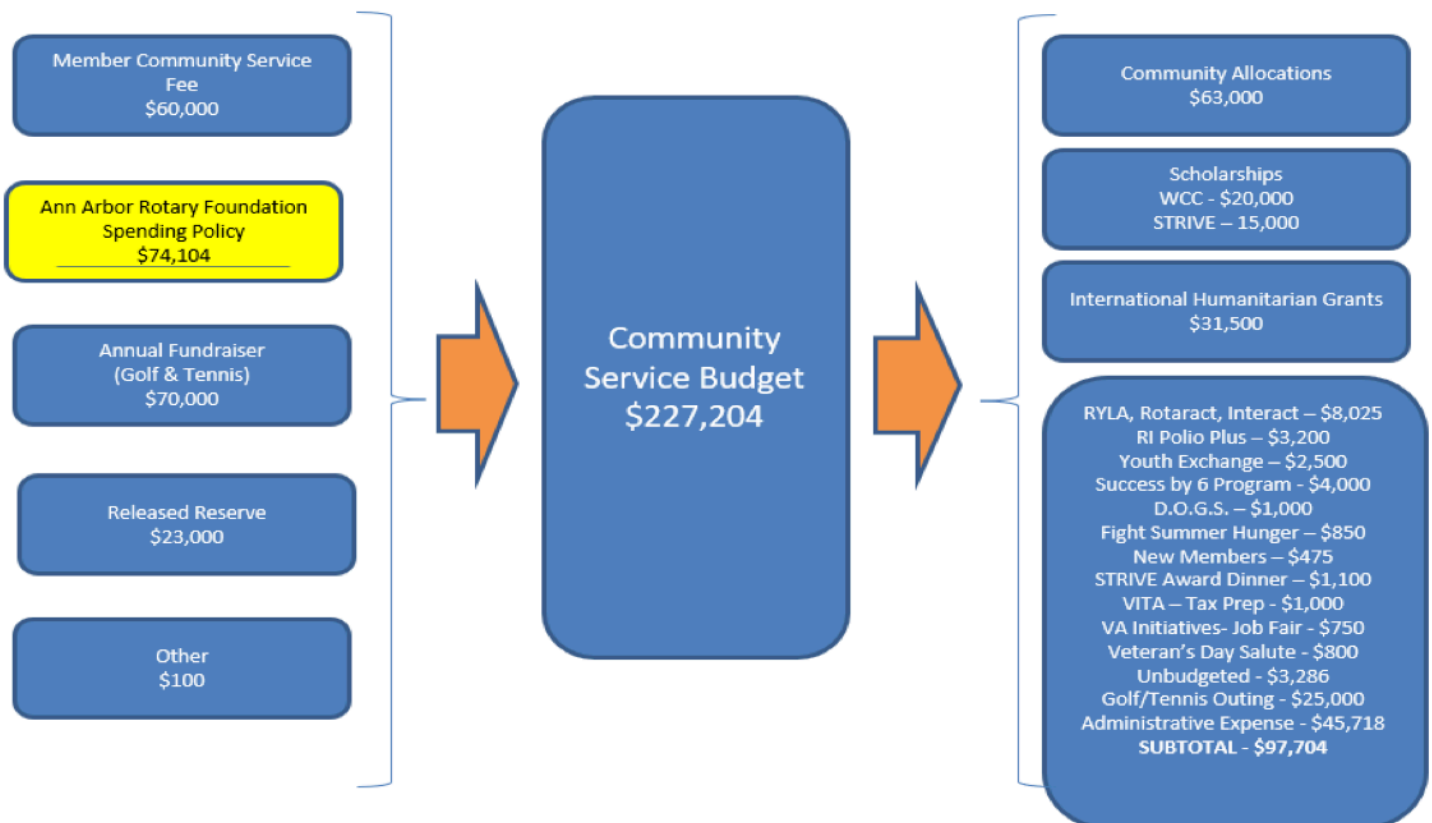 Member Community Service
Fee
$60,000
Ann Arbor Rotary Foundation
Spending Policy
$74,104
Annual Fundraiser
(Golf & Tennis)
$70,000
Released Reserve
$23,000
Other
$100
Community
Service Budget
$227,204
Community Allocations
$63,000
Scholarships
WCC - $20,000
STRIVE – 15,000
International Humanitarian Grants
$31,500
RYLA, Rotaract, Interact – $8,025
RI Polio Plus – $3,200
Youth Exchange – $2,500
Success by 6 Program - $4,000
D.O.G.S. – $1,000
Fight Summer Hunger – $850
New Members – $475
STRIVE Award Dinner – $1,100
VITA – Tax Prep - $1,000
VA Initiatives- Job Fair - $750
Veteran’s Day Salute - $800
Unbudgeted - $3,286
Golf/Tennis Outing - $25,000
Administrative Expense - $45,718
SUBTOTAL - $97,704